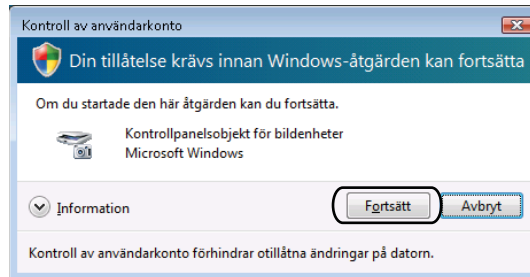 Kontroll av användarkonto
Din tillåtelse krävs innan Windows-åtgärden kan fortsätta
Om du startade den här åtgärden kan du fortsätta.
Kontrollpanelsobjekt för bildenheter
Microsoft Windows
Information
Fortsätt
Avbryt
Kontroll av användarkonto förhindrar otillåtna ändringar på datorn.